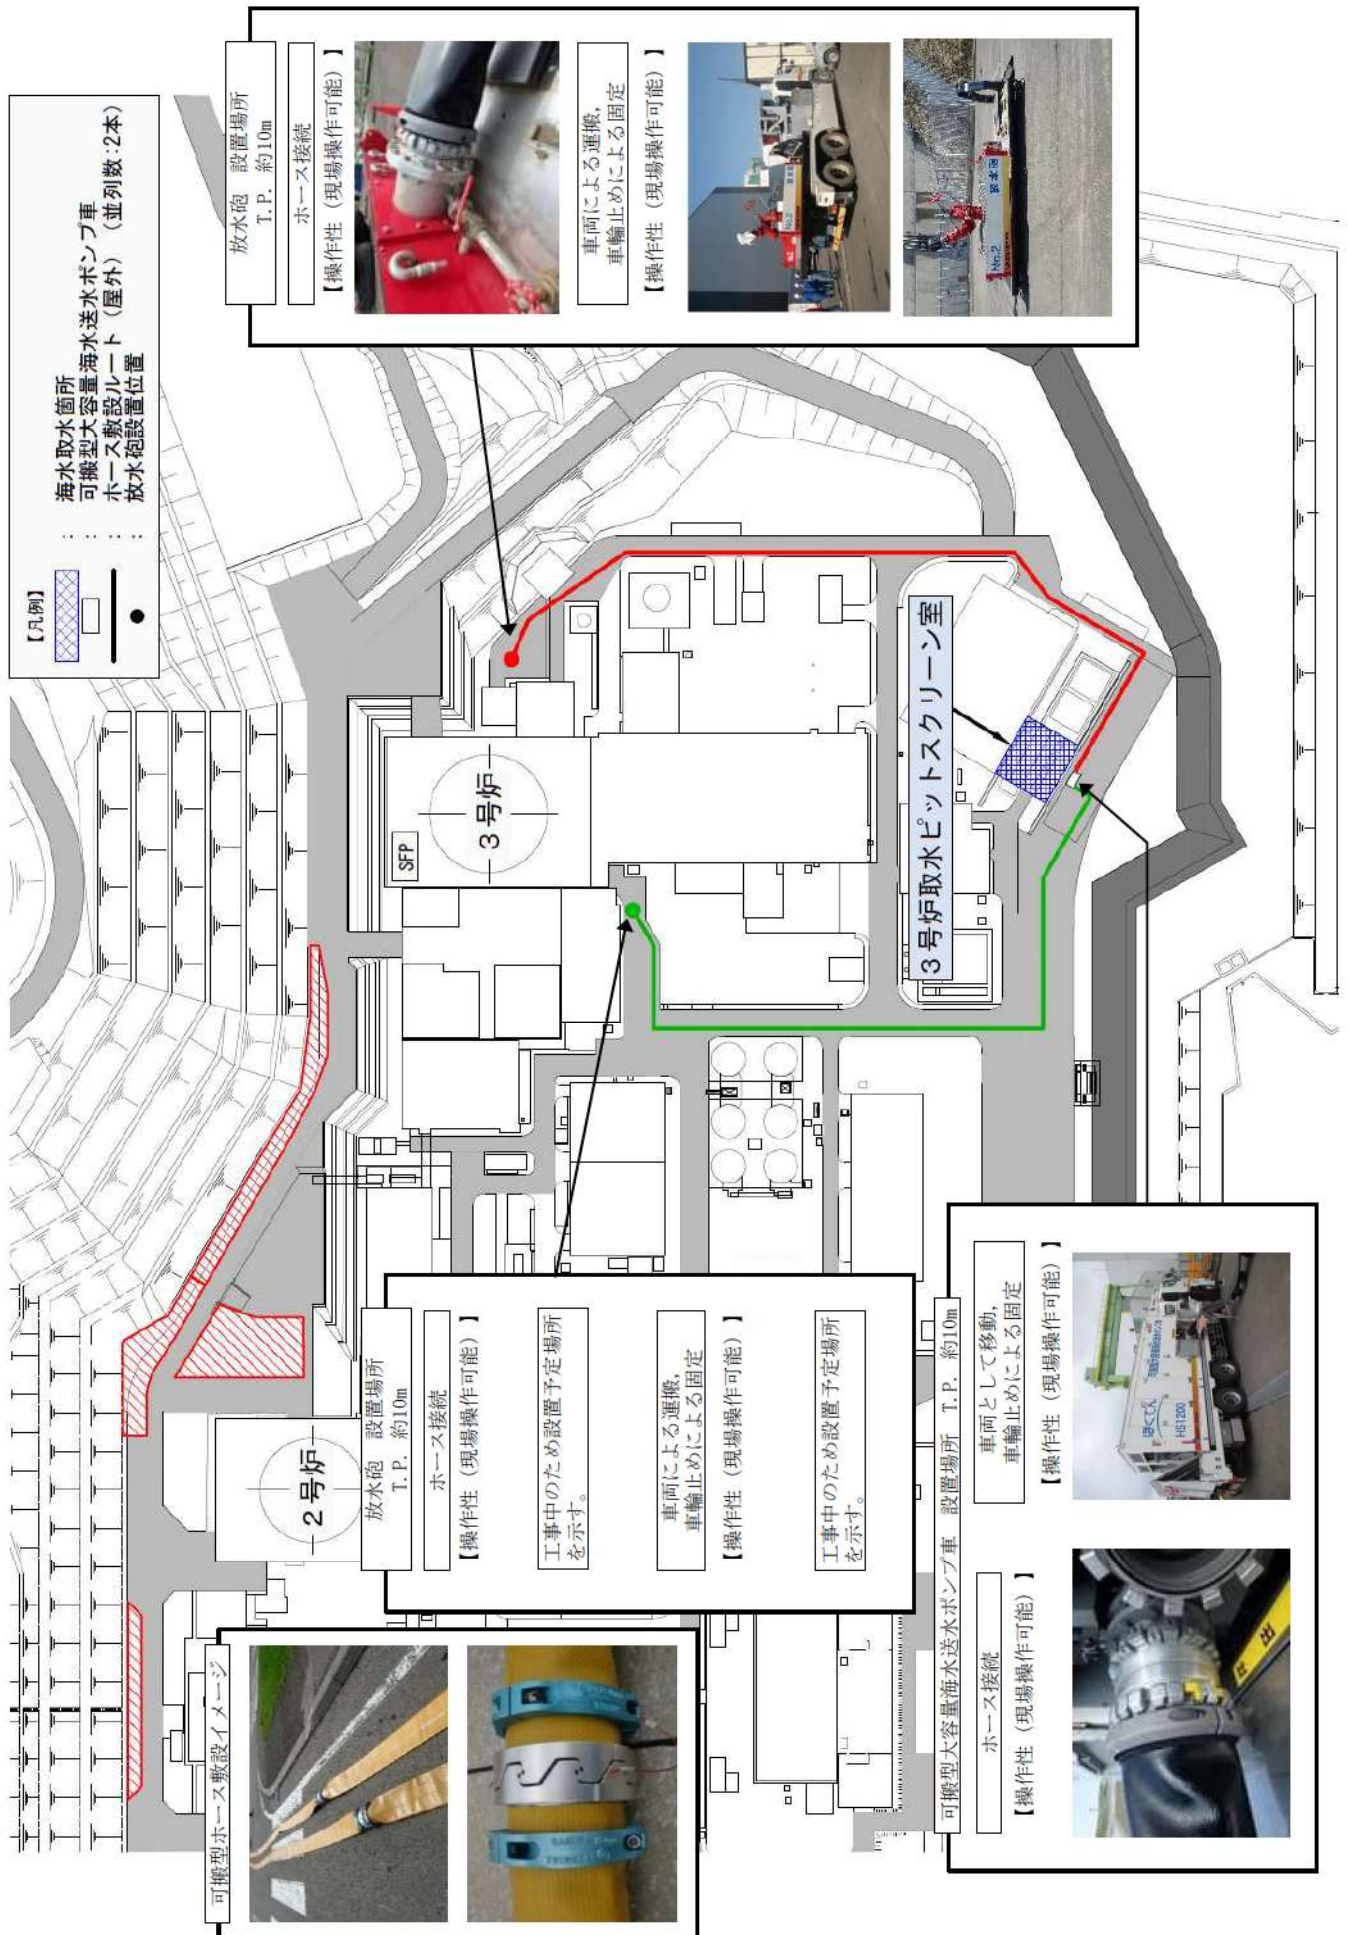 【凡例】
: 海水取水箇所
: 可搬型大容量海水送水ポンプ車
: ホース敷設ルート（屋外）（並列数:2本）
: 放水砲設置位置
放水砲　設置場所
T.P. 約10m
ホース接続
【操作性（現場操作可能）】
車両による運搬,
車輪止めによる固定
【操作性（現場操作可能）】
No.2
放水砲
SFP
3号炉
3号炉取水ピットスクリーン室
2号炉
放水砲　設置場所
T.P. 約10m
ホース接続
【操作性（現場操作可能）】
工事中のため設置予定場所
を示す。
車両による運搬,
車輪止めによる固定
【操作性（現場操作可能）】
工事中のため設置予定場所
を示す。
可搬型ホース敷設イメージ
可搬型大容量海水送水ポンプ車　設置場所 T.P. 約10m
ホース接続
【操作性（現場操作可能）】
車両として移動,
車輪止めによる固定
【操作性（現場操作可能）】
ほくでん
HS1200